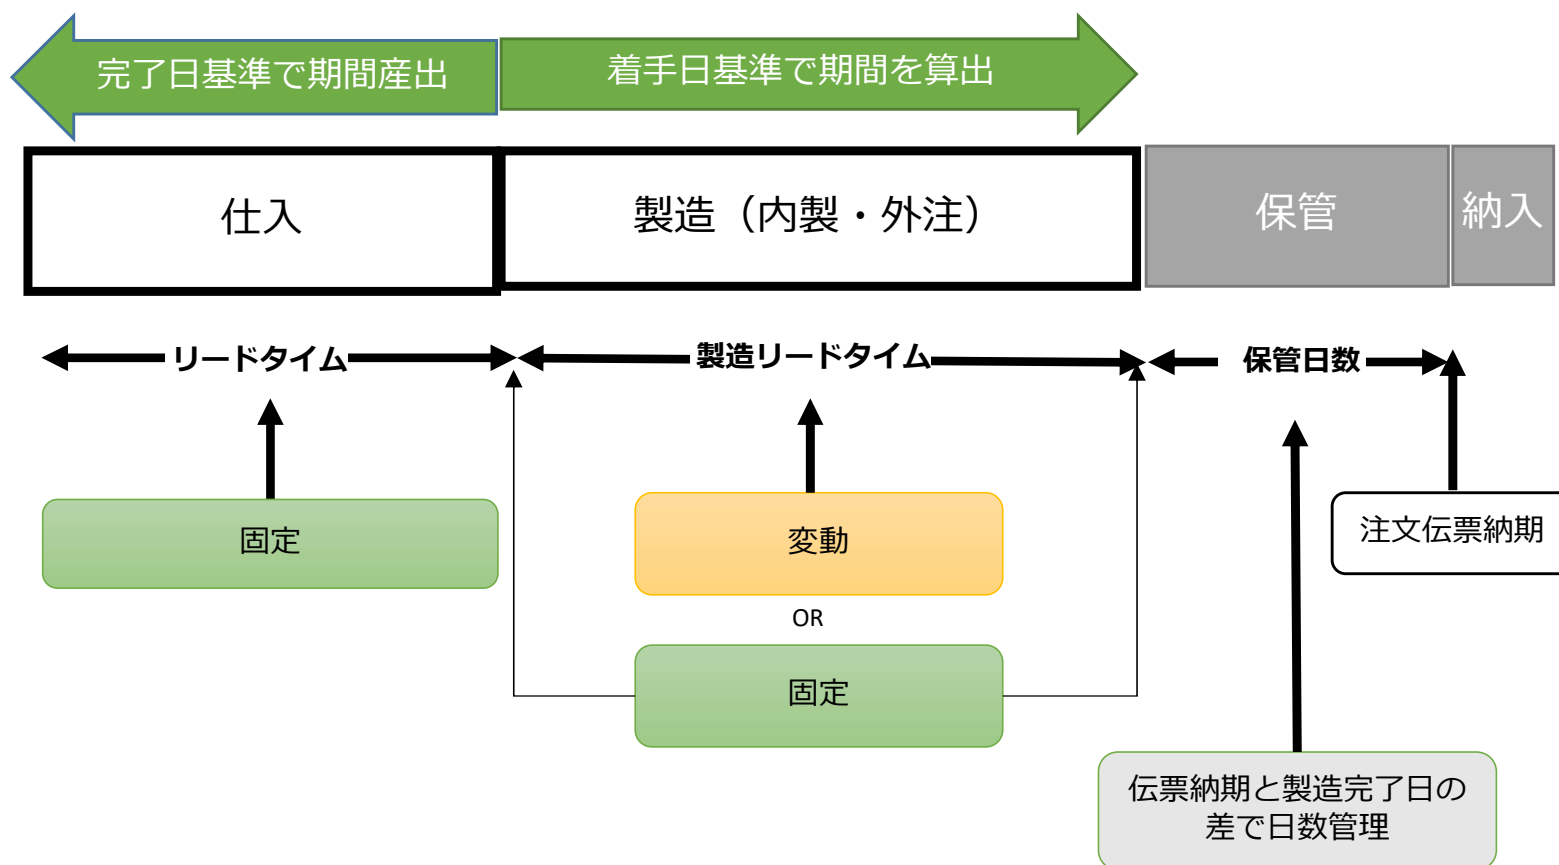 完了日基準で期間産出
着手日基準で期間を算出
仕入
製造（内製・外注）
保管
納入
リードタイム
製造リードタイム
保管日数
固定
変動
注文伝票納期
OR
固定
伝票納期と製造完了日の
差で日数管理